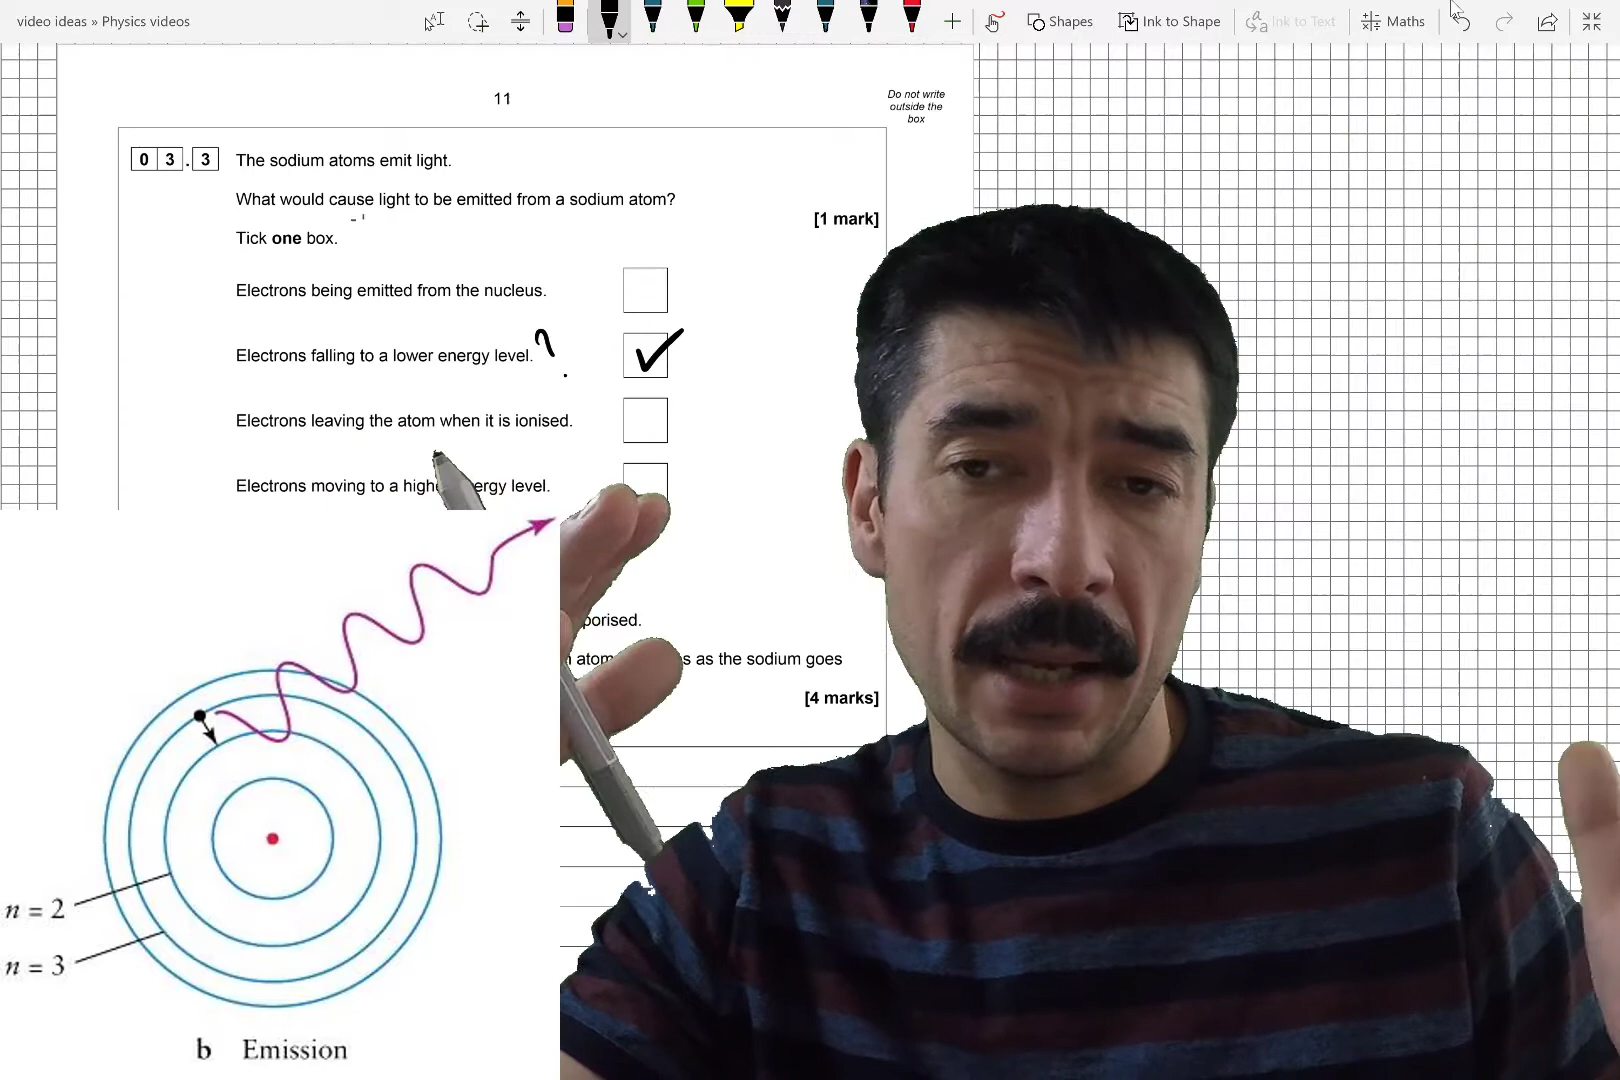 video ideas » Physics videos
Shapes
Ink to Shape
Ink to Text
Maths
11
Do not write
outside the
box
0 3 . 3 The sodium atoms emit light.
What would cause light to be emitted from a sodium atom?
[1 mark]
Tick one box.
Electrons being emitted from the nucleus.
Electrons falling to a lower energy level. ?
Electrons leaving the atom when it is ionised.
Electrons moving to a ergy level.
porised.
s as the sodium goes
[4 marks]
n = 2
n = 3
b Emission